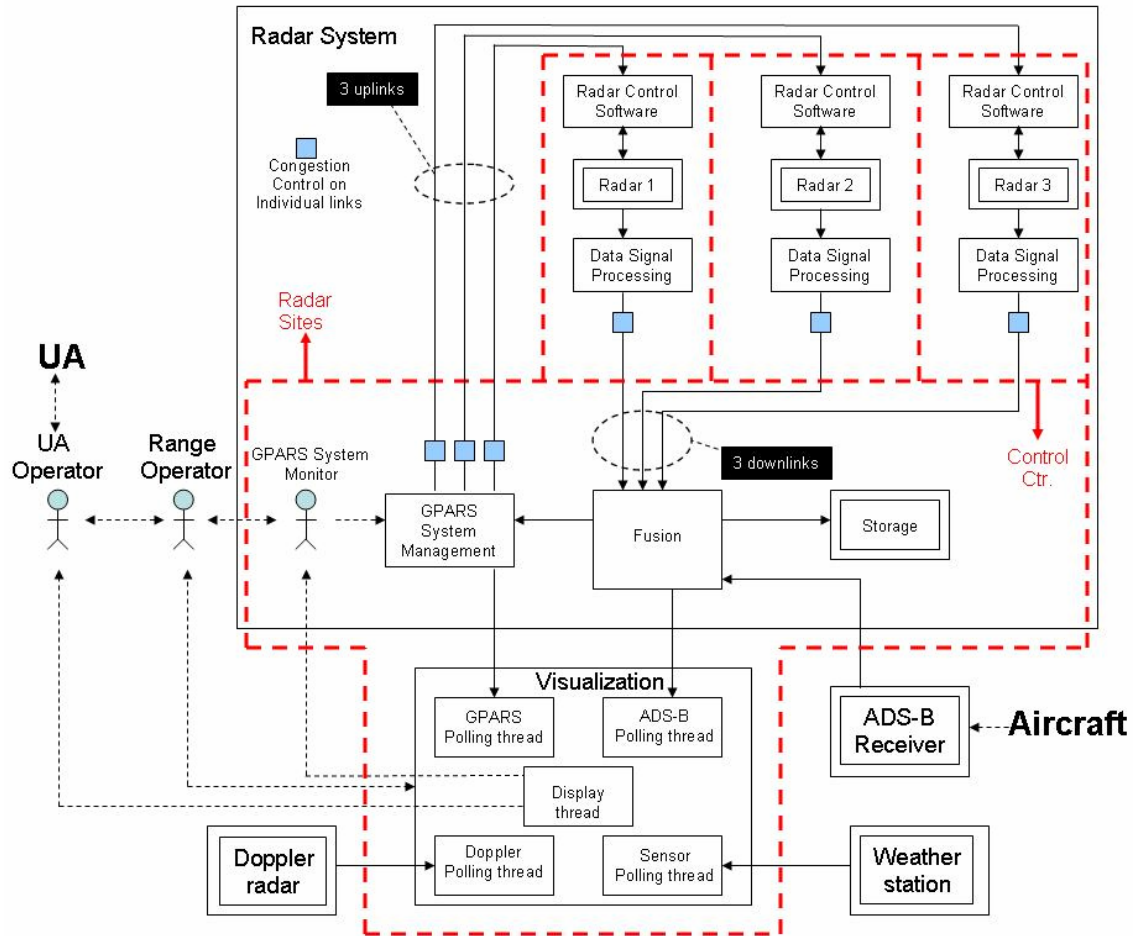 Radar System
3 uplinks
Congestion
Control on
Individual links
Radar Control
Software
Radar Control
Software
Radar Control
Software
Radar 1
Radar 2
Radar 3
Data Signal
Processing
Data Signal
Processing
Data Signal
Processing
Radar
Sites
UA
UA
Operator
Range
Operator
GPARS System
Monitor
3 downlinks
Control
Ctr.
GPARS
System
Management
Fusion
Storage
Visualization
GPARS
Polling thread
ADS-B
Polling thread
ADS-B
Receiver
Aircraft
Display
thread
Doppler
radar
Doppler
Polling thread
Sensor
Polling thread
Weather
station